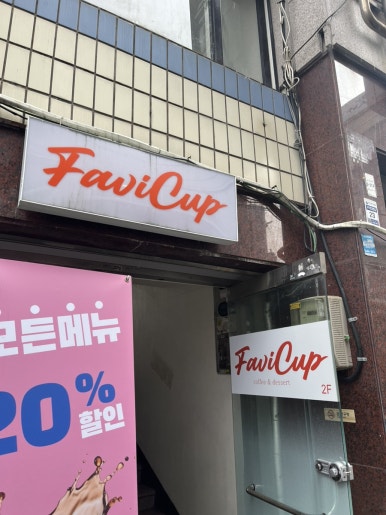 FaviCup
모든메뉴
20%
할인
FaviCup
coffee & dessert
2F